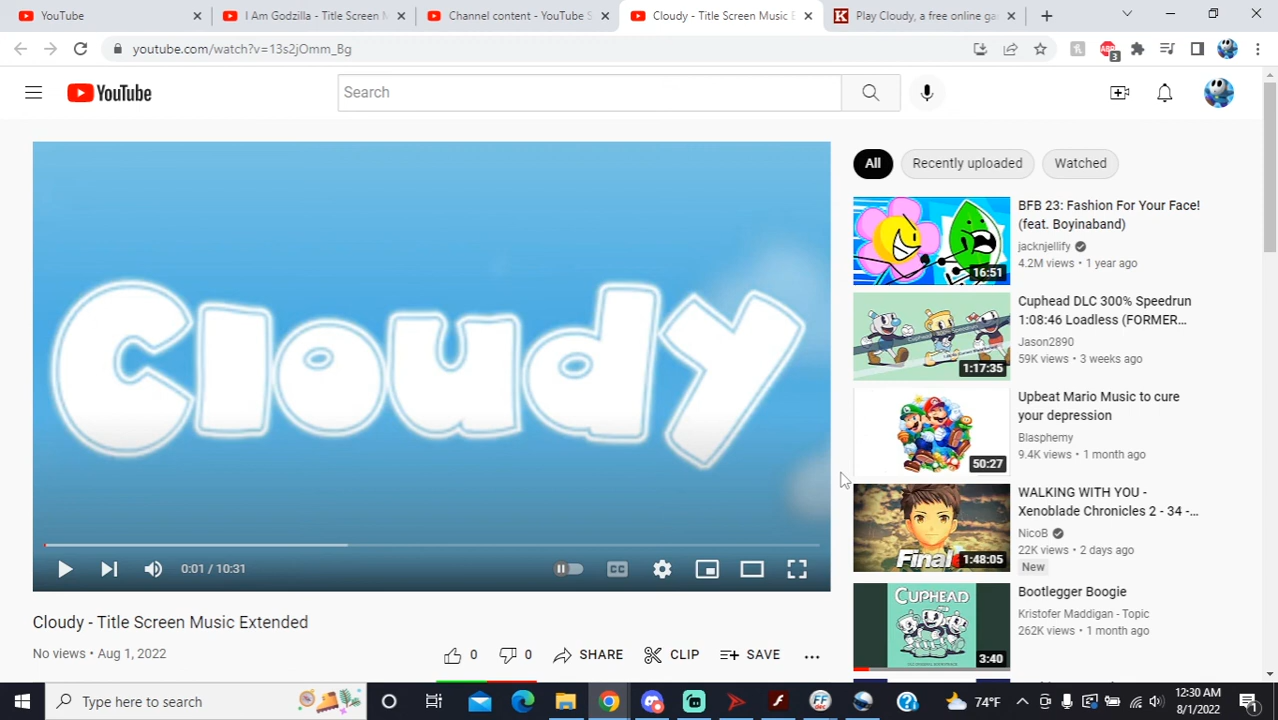 YouTube
I Am Godzilla - Title Screen M
Channel content - YouTube S
Cloudy - Title Screen Music E
Play Cloudy, a free online ga
youtube.com/watch?v=13s2jOmm_Bg
3
YouTube
Search
Cloudy
0:01 / 10:31
Cloudy - Title Screen Music Extended
No views • Aug 1, 2022
0
0
SHARE
CLIP
SAVE
All
Recently uploaded
Watched
16:51
BFB 23: Fashion For Your Face!
(feat. Boyinaband)
jacknjellify
4.2M views • 1 year ago
1:17:35
Cuphead DLC 300% Speedrun
1:08:46 Loadless (FORMER...
Jason2890
59K views • 3 weeks ago
50:27
Upbeat Mario Music to cure
your depression
Blasphemy
9.4K views • 1 month ago
Final
1:48:05
WALKING WITH YOU -
Xenoblade Chronicles 2 - 34 -...
NicoB
22K views • 2 days ago
New
CUPHEAD
3:40
Bootlegger Boogie
Kristofer Maddigan - Topic
262K views • 1 month ago
Type here to search
74°F
12:30 AM
8/1/2022
1